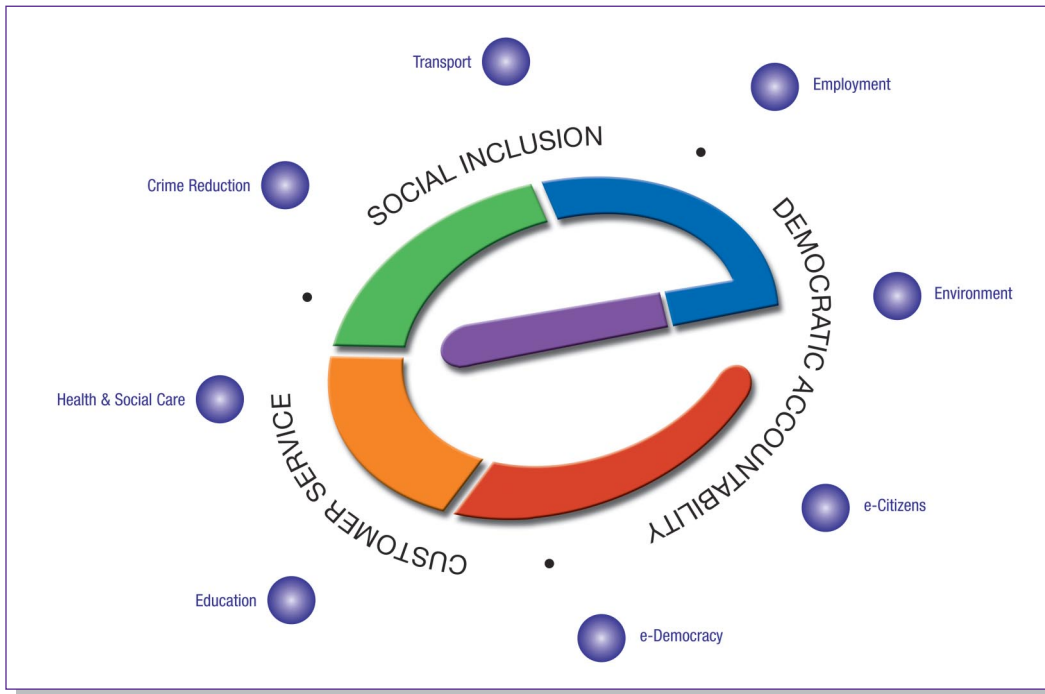 Transport
Employment
SOCIAL INCLUSION
Crime Reduction
DEMOCRATIC ACCOUNTABILITY
Environment
Health & Social Care
CUSTOMER SERVICE
e-Citizens
Education
e-Democracy